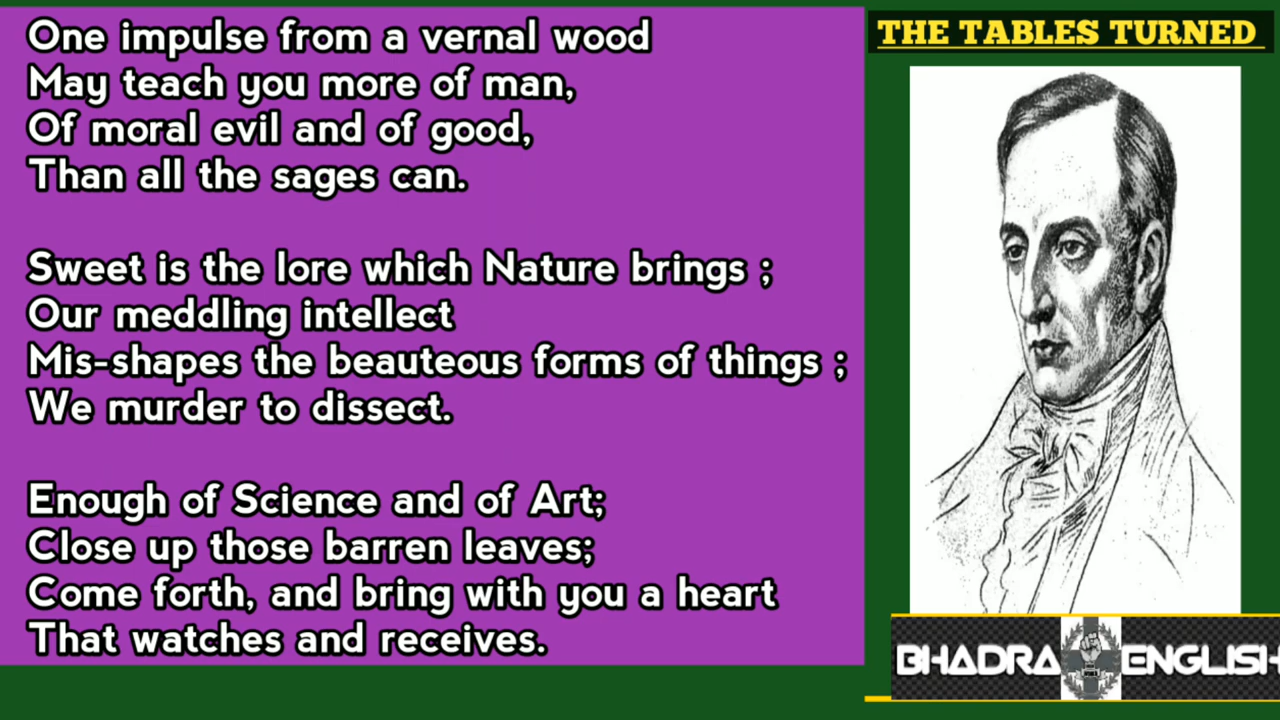 One impulse from a vernal wood
May teach you more of man,
Of moral evil and of good,
Than all the sages can.
Sweet is the lore which Nature brings ;
Our meddling intellect
Mis-shapes the beauteous forms of things ;
We murder to dissect.
Enough of Science and of Art;
Close up those barren leaves;
Come forth, and bring with you a heart
That watches and receives.
THE TABLES TURNED
BHADRA ENGLISH